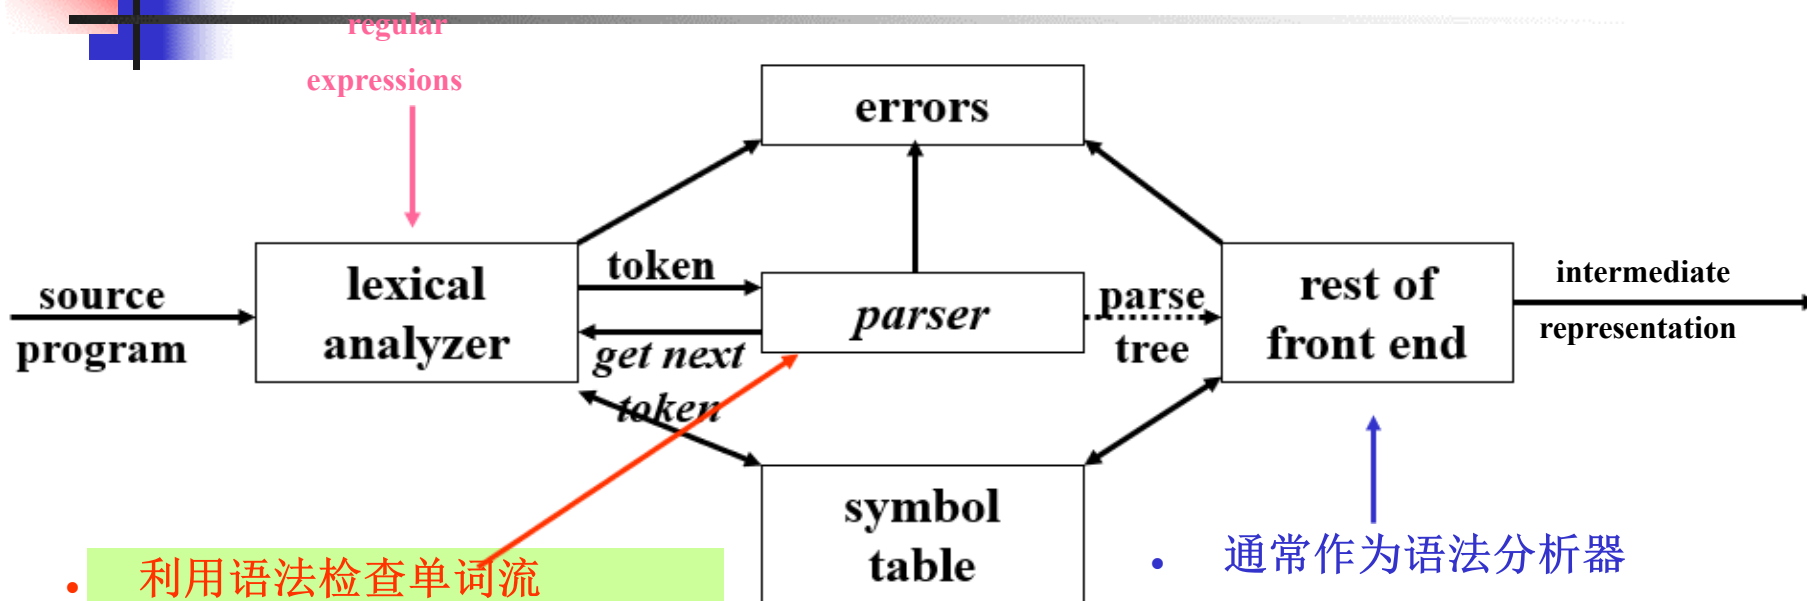 regular
expressions
errors
source
program
lexical
analyzer
token
get next
token
parser
parse
tree
rest of
front end
intermediate
representation
symbol
table
• 利用语法检查单词流
• 通常作为语法分析器